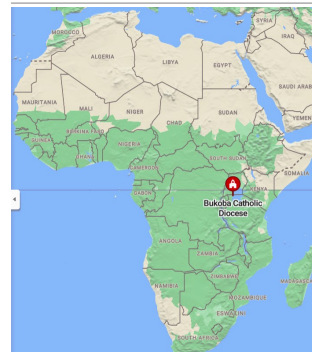 SYRIA
MOROCCO
IRAQ
ALGERIA
LIBYA
EGYPT
SAUDI ARAB
MAURITANIA
MALI
NIGER
SUDAN
YEMEN
CHAD
BURKINA FASO
GUINEA
NIGERIA
GHANA
SOUTH SUDAN
CAMEROON
SOMALIA
GABON
KENYA
Bukoba Catholic
Diocese
ANGOLA
ZAMBIA
ZIMBABWE
MADAGASCA
NAMIBIA
MOZAMBIQUE
ESWATINI
SOUTH AFRICA